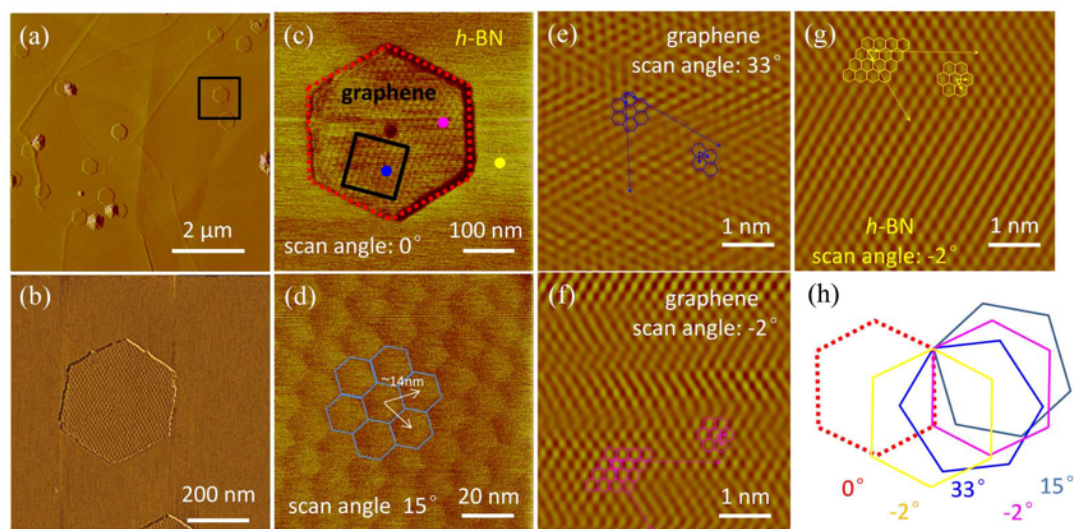 (a)
2 μm
(b)
200 nm
(c)
h-BN
graphene
scan angle: 0°
100 nm
(d)
~14nm
scan angle 15°
20 nm
(e)
graphene
scan angle: 33°
1 nm
(f)
graphene
scan angle: -2°
1 nm
(g)
h-BN
scan angle: -2°
1 nm
(h)
0°
-2°
33°
-2°
15°